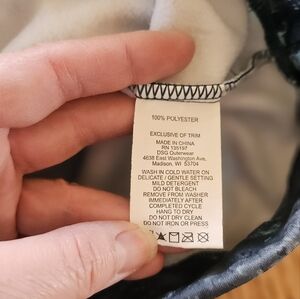 100% POLYESTER
EXCLUSIVE OF TRIM
MADE IN CHINA
RN 135197
DSG Outerwear
4638 East Washington Ave,
Madison, WI 53704
WASH IN COLD WATER ON
DELICATE / GENTLE SETTING
MILD DETERGENT
DO NOT BLEACH
REMOVE FROM WASHER
IMMEDIATELY AFTER
COMPLETED CYCLE
HANG TO DRY
DO NOT DRY CLEAN
DO NOT IRON OR PRESS